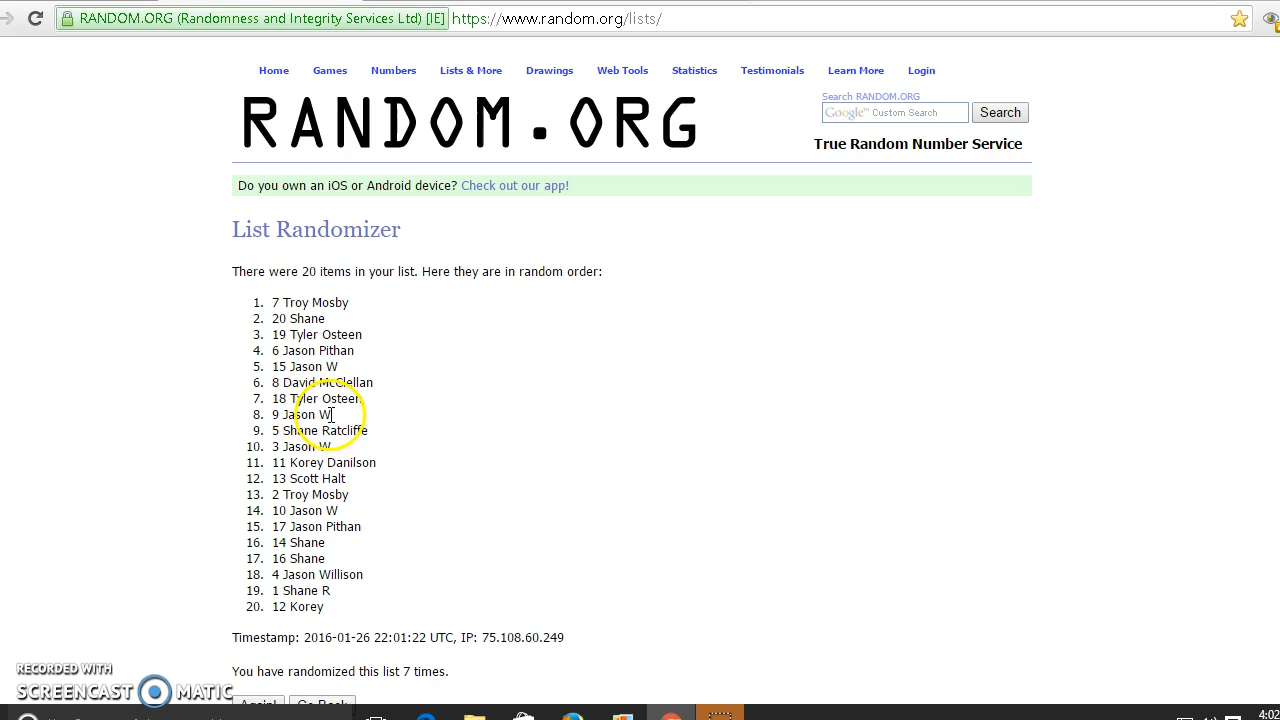 RANDOM.ORG (Randomness and Integrity Services Ltd) [IE] https://www.random.org/lists/
Home Games Numbers Lists & More Drawings Web Tools Statistics Testimonials Learn More Login
RANDOM.ORG
Search RANDOM.ORG
Google™ Custom Search Search
True Random Number Service
Do you own an iOS or Android device? Check out our app!
List Randomizer
There were 20 items in your list. Here they are in random order:
1. 7 Troy Mosby
2. 20 Shane
3. 19 Tyler Osteen
4. 6 Jason Pithan
5. 15 Jason W
6. 8 David McClellan
7. 18 Tyler Osteen
8. 9 Jason W
9. 5 Shane Ratcliffe
10. 3 Jason W
11. 11 Korey Danilson
12. 13 Scott Halt
13. 2 Troy Mosby
14. 10 Jason W
15. 17 Jason Pithan
16. 14 Shane
17. 16 Shane
18. 4 Jason Willison
19. 1 Shane R
20. 12 Korey
Timestamp: 2016-01-26 22:01:22 UTC, IP: 75.108.60.249
You have randomized this list 7 times.
RECORDED WITH
SCREENCAST MATIC
Again! Go Back
4:02